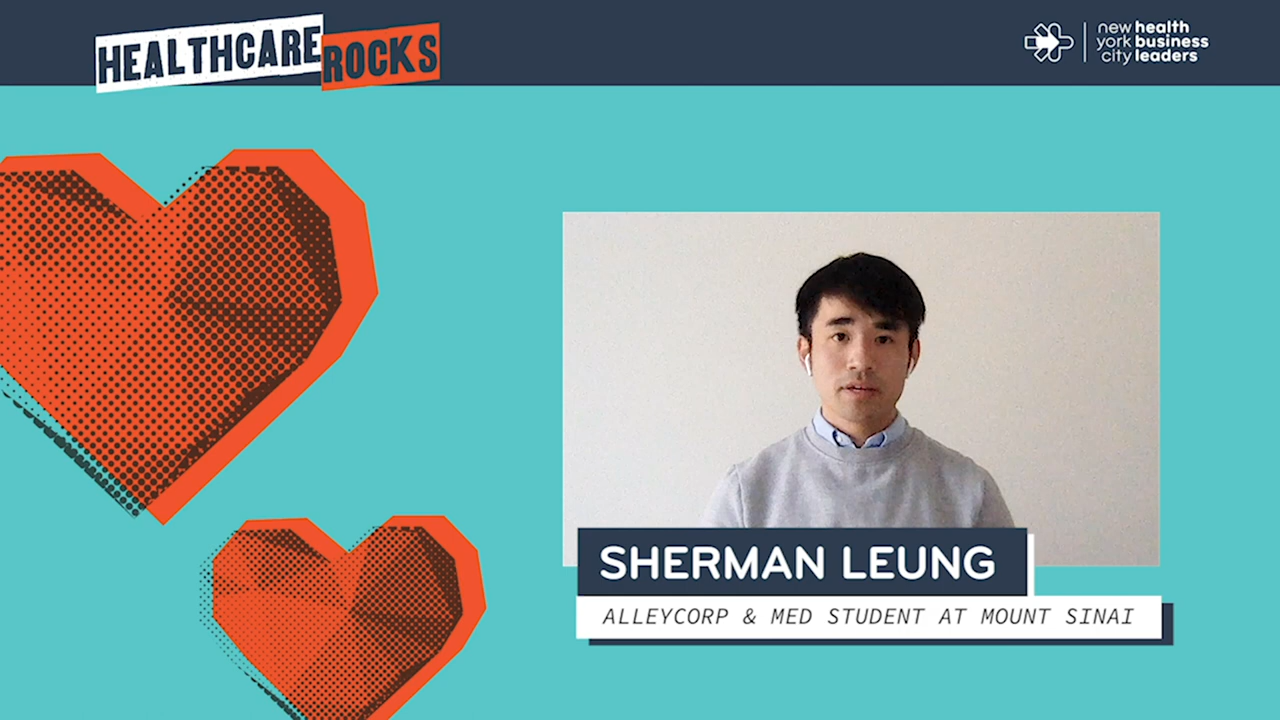 HEALTHCARE ROCKS
new health
york business
city leaders
SHERMAN LEUNG
ALLEYCORP & MED STUDENT AT MOUNT SINAI